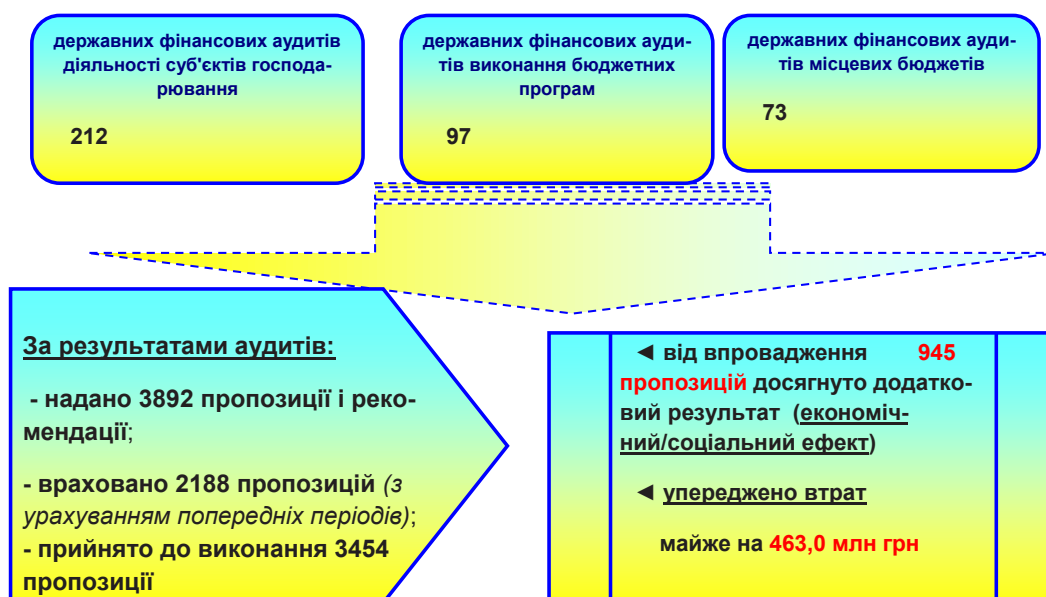 державних фінансових аудитів
діяльності суб'єктів господа-
рювання
212
державних фінансових ауди-
тів виконання бюджетних
програм
97
державних фінансових ауди-
тів місцевих бюджетів
73
За результатами аудитів:
- надано 3892 пропозиції і реко-
мендації;
- враховано 2188 пропозицій (з
урахуванням попередніх періодів);
- прийнято до виконання 3454
пропозиції
◄ від впровадження 945
пропозицій досягнуто додатко-
вий результат (економіч-
ний/соціальний ефект)
◄ упереджено втрат
майже на 463,0 млн грн